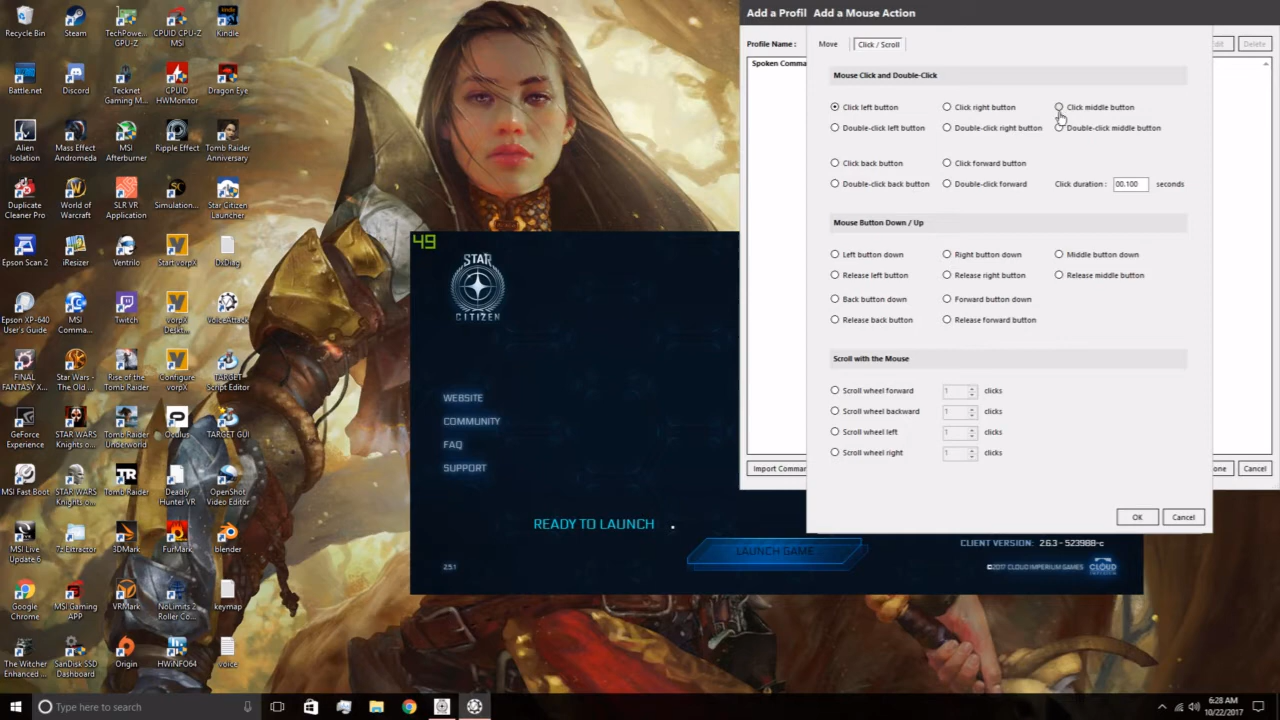 Recycle Bin
Steam
TechPowe...
GPU-Z
CPUID CPU-Z
MSI
Kindle
Battle.net
Discord
Tecknet
Gaming M...
CPUID
HWMonitor
Dragon Eye
Alien
Isolation
Mass Effect
Andromeda
MSI
Afterburner
Ripple Effect
Tomb Raider
Anniversary
Duplicate
Cleaner Pro
World of
Warcraft
SLR VR
Application
Simulation...
Star Citizen
Launcher
Epson Scan 2
iResizer
Ventrilo
Start VorpX
DxDiag
Epson XP-640
User's Guide
MSI
Comma...
Twitch
vorpX
Deskt...
VoiceAttack
FINAL
FANTASY X...
Star Wars -
The Old ...
Rise of the
Tomb Raider
Configure
vorpX
TARGET
Script Editor
GeForce
Experience
STAR WARS
Knights o...
Tomb Raider
Underworld
Oculus
TARGET GUI
MSI Fast Boot
STAR WARS
Knights o...
Tomb Raider
Deadly
Hunter VR
OpenShot
Video Editor
MSI Live
Update 6
7z Extractor
3DMark
FurMark
blender
Google
Chrome
MSI Gaming
APP
VRMark
NoLimits 2
Roller Co...
keymap
The Witcher
Enhanced ...
SanDisk SSD
Dashboard
Origin
HWiNFO64
voice
49
STAR
CITIZEN
WEBSITE
COMMUNITY
FAQ
SUPPORT
READY TO LAUNCH
LAUNCH GAME
2.5.1
CLIENT VERSION: 2.6.3 - 523988-c
©2017 CLOUD IMPERIUM GAMES
CLOUD
IMPERIUM
Add a Profil
Profile Name :
Edit
Delete
Spoken Comma
Import Comman
one
Cancel
Add a Mouse Action
Move
Click / Scroll
Mouse Click and Double-Click
Click left button
Click right button
Click middle button
Double-click left button
Double-click right button
Double-click middle button
Click back button
Click forward button
Double-click back button
Double-click forward
Click duration : 00.100 seconds
Mouse Button Down / Up
Left button down
Right button down
Middle button down
Release left button
Release right button
Release middle button
Back button down
Forward button down
Release back button
Release forward button
Scroll with the Mouse
Scroll wheel forward 1 clicks
Scroll wheel backward 1 clicks
Scroll wheel left 1 clicks
Scroll wheel right 1 clicks
OK
Cancel
Type here to search
6:28 AM
10/22/2017